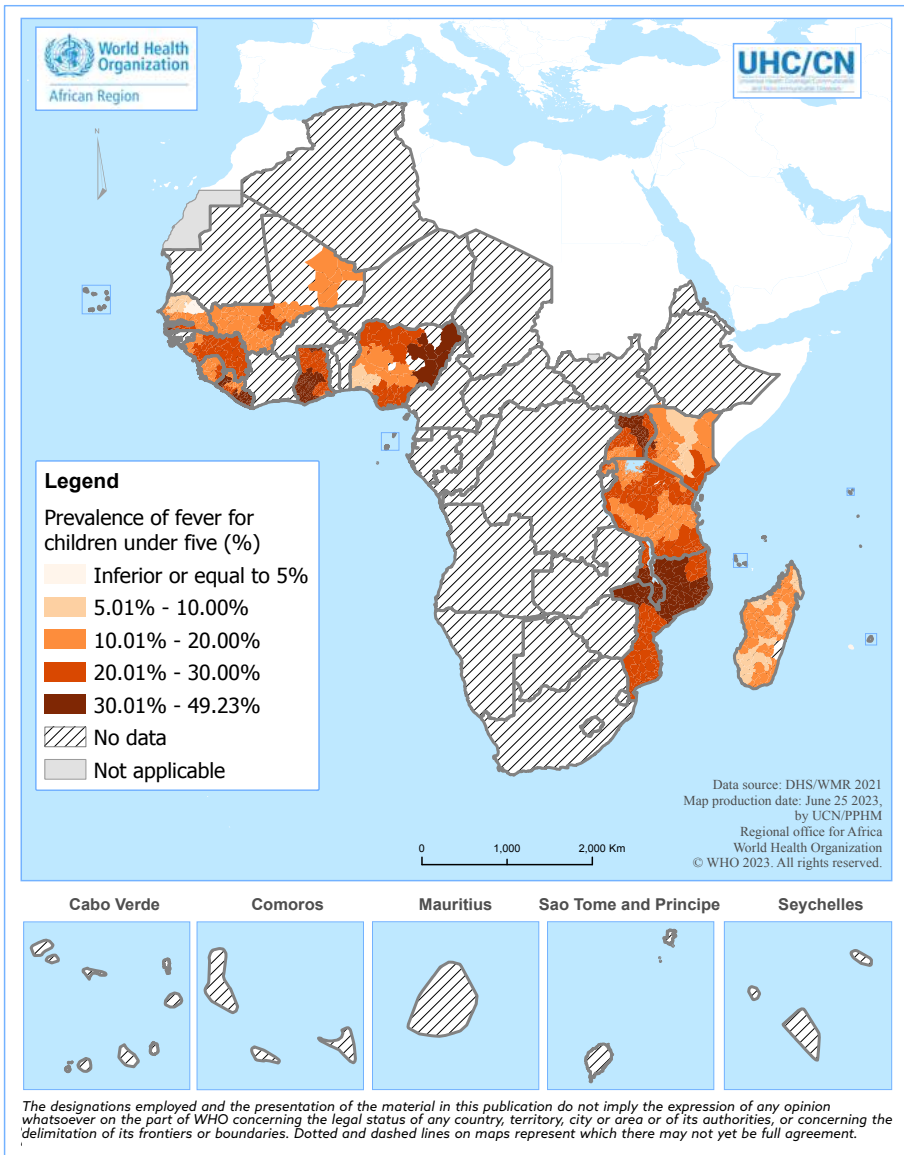 World Health
Organization
African Region
UHC/CN
Universal Health Coverage/Communicable
and Noncommunicable Diseases
N
Legend
Prevalence of fever for
children under five (%)
Inferior or equal to 5%
5.01% - 10.00%
10.01% - 20.00%
20.01% - 30.00%
30.01% - 49.23%
No data
Not applicable
Data source: DHS/WMR 2021
Map production date: June 25 2023,
by UCN/PPHM
Regional office for Africa
World Health Organization
© WHO 2023. All rights reserved.
0 1,000 2,000 Km
Cabo Verde Comoros Mauritius Sao Tome and Principe Seychelles
The designations employed and the presentation of the material in this publication do not imply the expression of any opinion
whatsoever on the part of WHO concerning the legal status of any country, territory, city or area or of its authorities, or concerning the
delimitation of its frontiers or boundaries. Dotted and dashed lines on maps represent which there may not yet be full agreement.